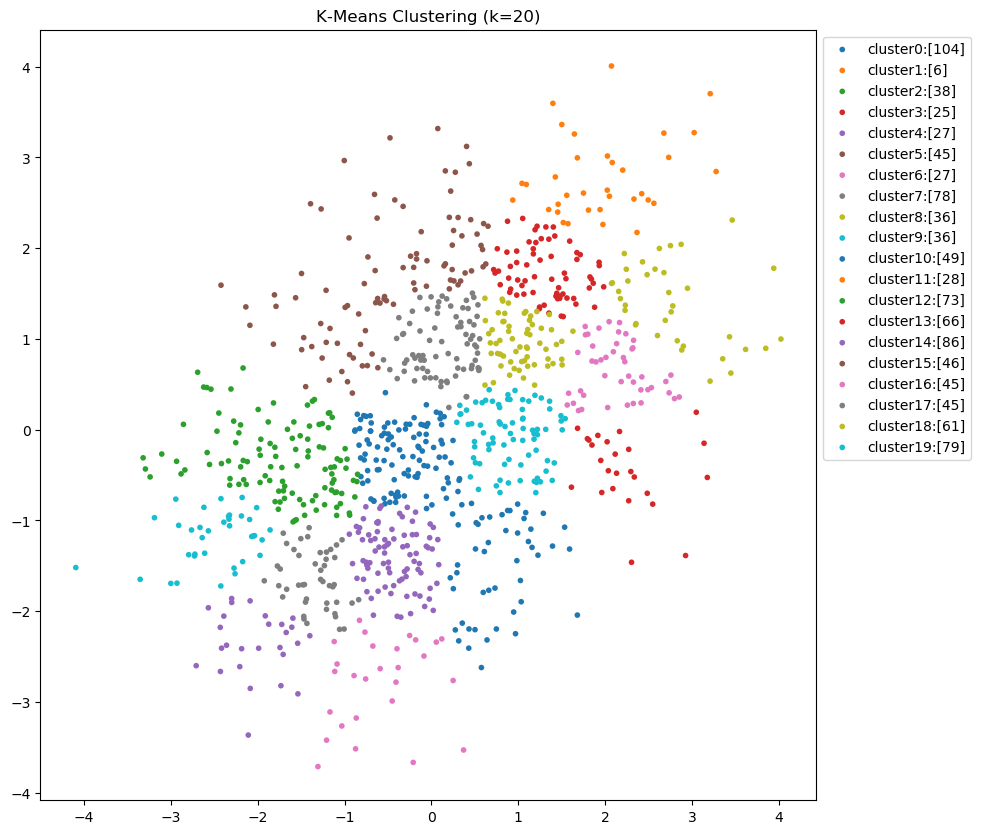 K-Means Clustering (k=20)
4
3
2
1
0
−1
−2
−3
−4
−4 −3 −2 −1 0 1 2 3 4
cluster0:[104]
cluster1:[6]
cluster2:[38]
cluster3:[25]
cluster4:[27]
cluster5:[45]
cluster6:[27]
cluster7:[78]
cluster8:[36]
cluster9:[36]
cluster10:[49]
cluster11:[28]
cluster12:[73]
cluster13:[66]
cluster14:[86]
cluster15:[46]
cluster16:[45]
cluster17:[45]
cluster18:[61]
cluster19:[79]